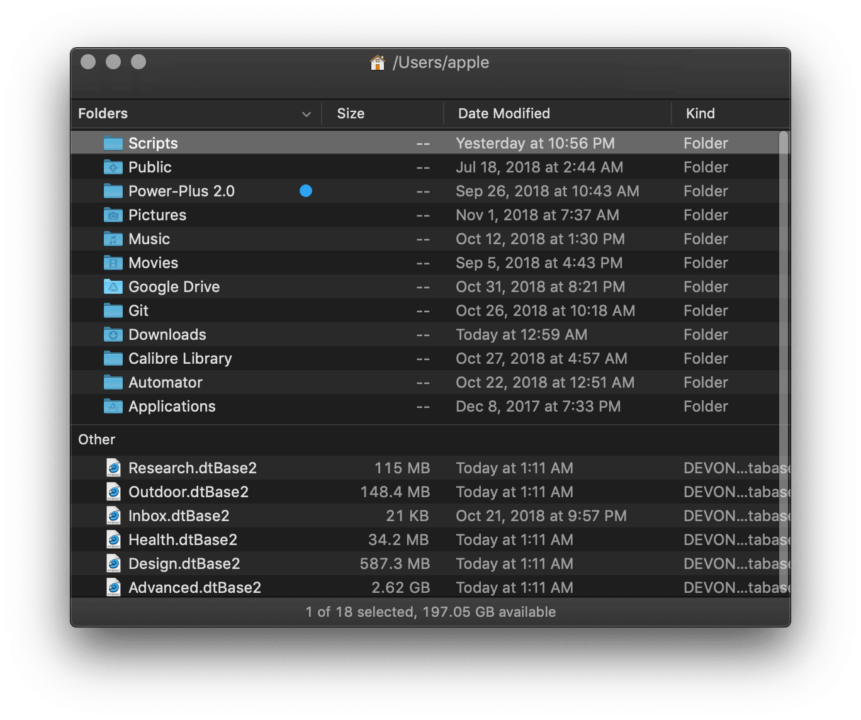 /Users/apple
Folders Size Date Modified Kind
Scripts -- Yesterday at 10:56 PM Folder
Public -- Jul 18, 2018 at 2:44 AM Folder
Power-Plus 2.0 -- Sep 26, 2018 at 10:43 AM Folder
Pictures -- Nov 1, 2018 at 7:37 AM Folder
Music -- Oct 12, 2018 at 1:30 PM Folder
Movies -- Sep 5, 2018 at 4:43 PM Folder
Google Drive -- Oct 31, 2018 at 8:21 PM Folder
Git -- Oct 26, 2018 at 10:18 AM Folder
Downloads -- Today at 12:59 AM Folder
Calibre Library -- Oct 27, 2018 at 4:57 AM Folder
Automator -- Oct 22, 2018 at 12:51 AM Folder
Applications -- Dec 8, 2017 at 7:33 PM Folder
Other
Research.dtBase2 115 MB Today at 1:11 AM DEVON...tabase
Outdoor.dtBase2 148.4 MB Today at 1:11 AM DEVON...tabase
Inbox.dtBase2 21 KB Oct 21, 2018 at 9:57 PM DEVON...tabase
Health.dtBase2 34.2 MB Today at 1:11 AM DEVON...tabase
Design.dtBase2 587.3 MB Today at 1:11 AM DEVON...tabase
Advanced.dtBase2 2.62 GB Today at 1:11 AM DEVON...tabase
1 of 18 selected, 197.05 GB available